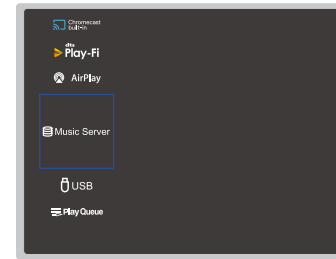 Chromecast
built-in
dts
Play-Fi
AirPlay
Music Server
USB
Play Queue